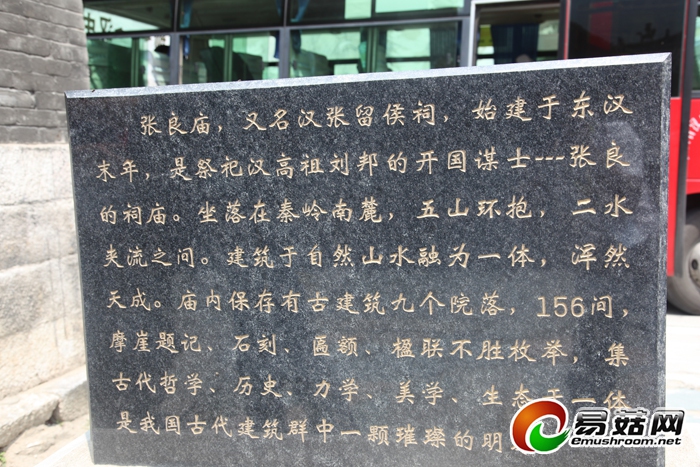 张良庙，又名汉张留侯祠，始建于东汉
末年，是祭祀汉高祖刘邦的开国谋士---张良
的祠庙。坐落在秦岭南麓，五山环抱，二水
夹流之间。建筑于自然山水融为一体，浑然
天成。庙内保存有古建筑九个院落，156间，
摩崖题记、石刻、匾额、楹联不胜枚举，集
古代哲学、历史、力学、美学、生态于一体
是我国古代建筑群中一颗璀璨的明
易菇网
emushroom.net